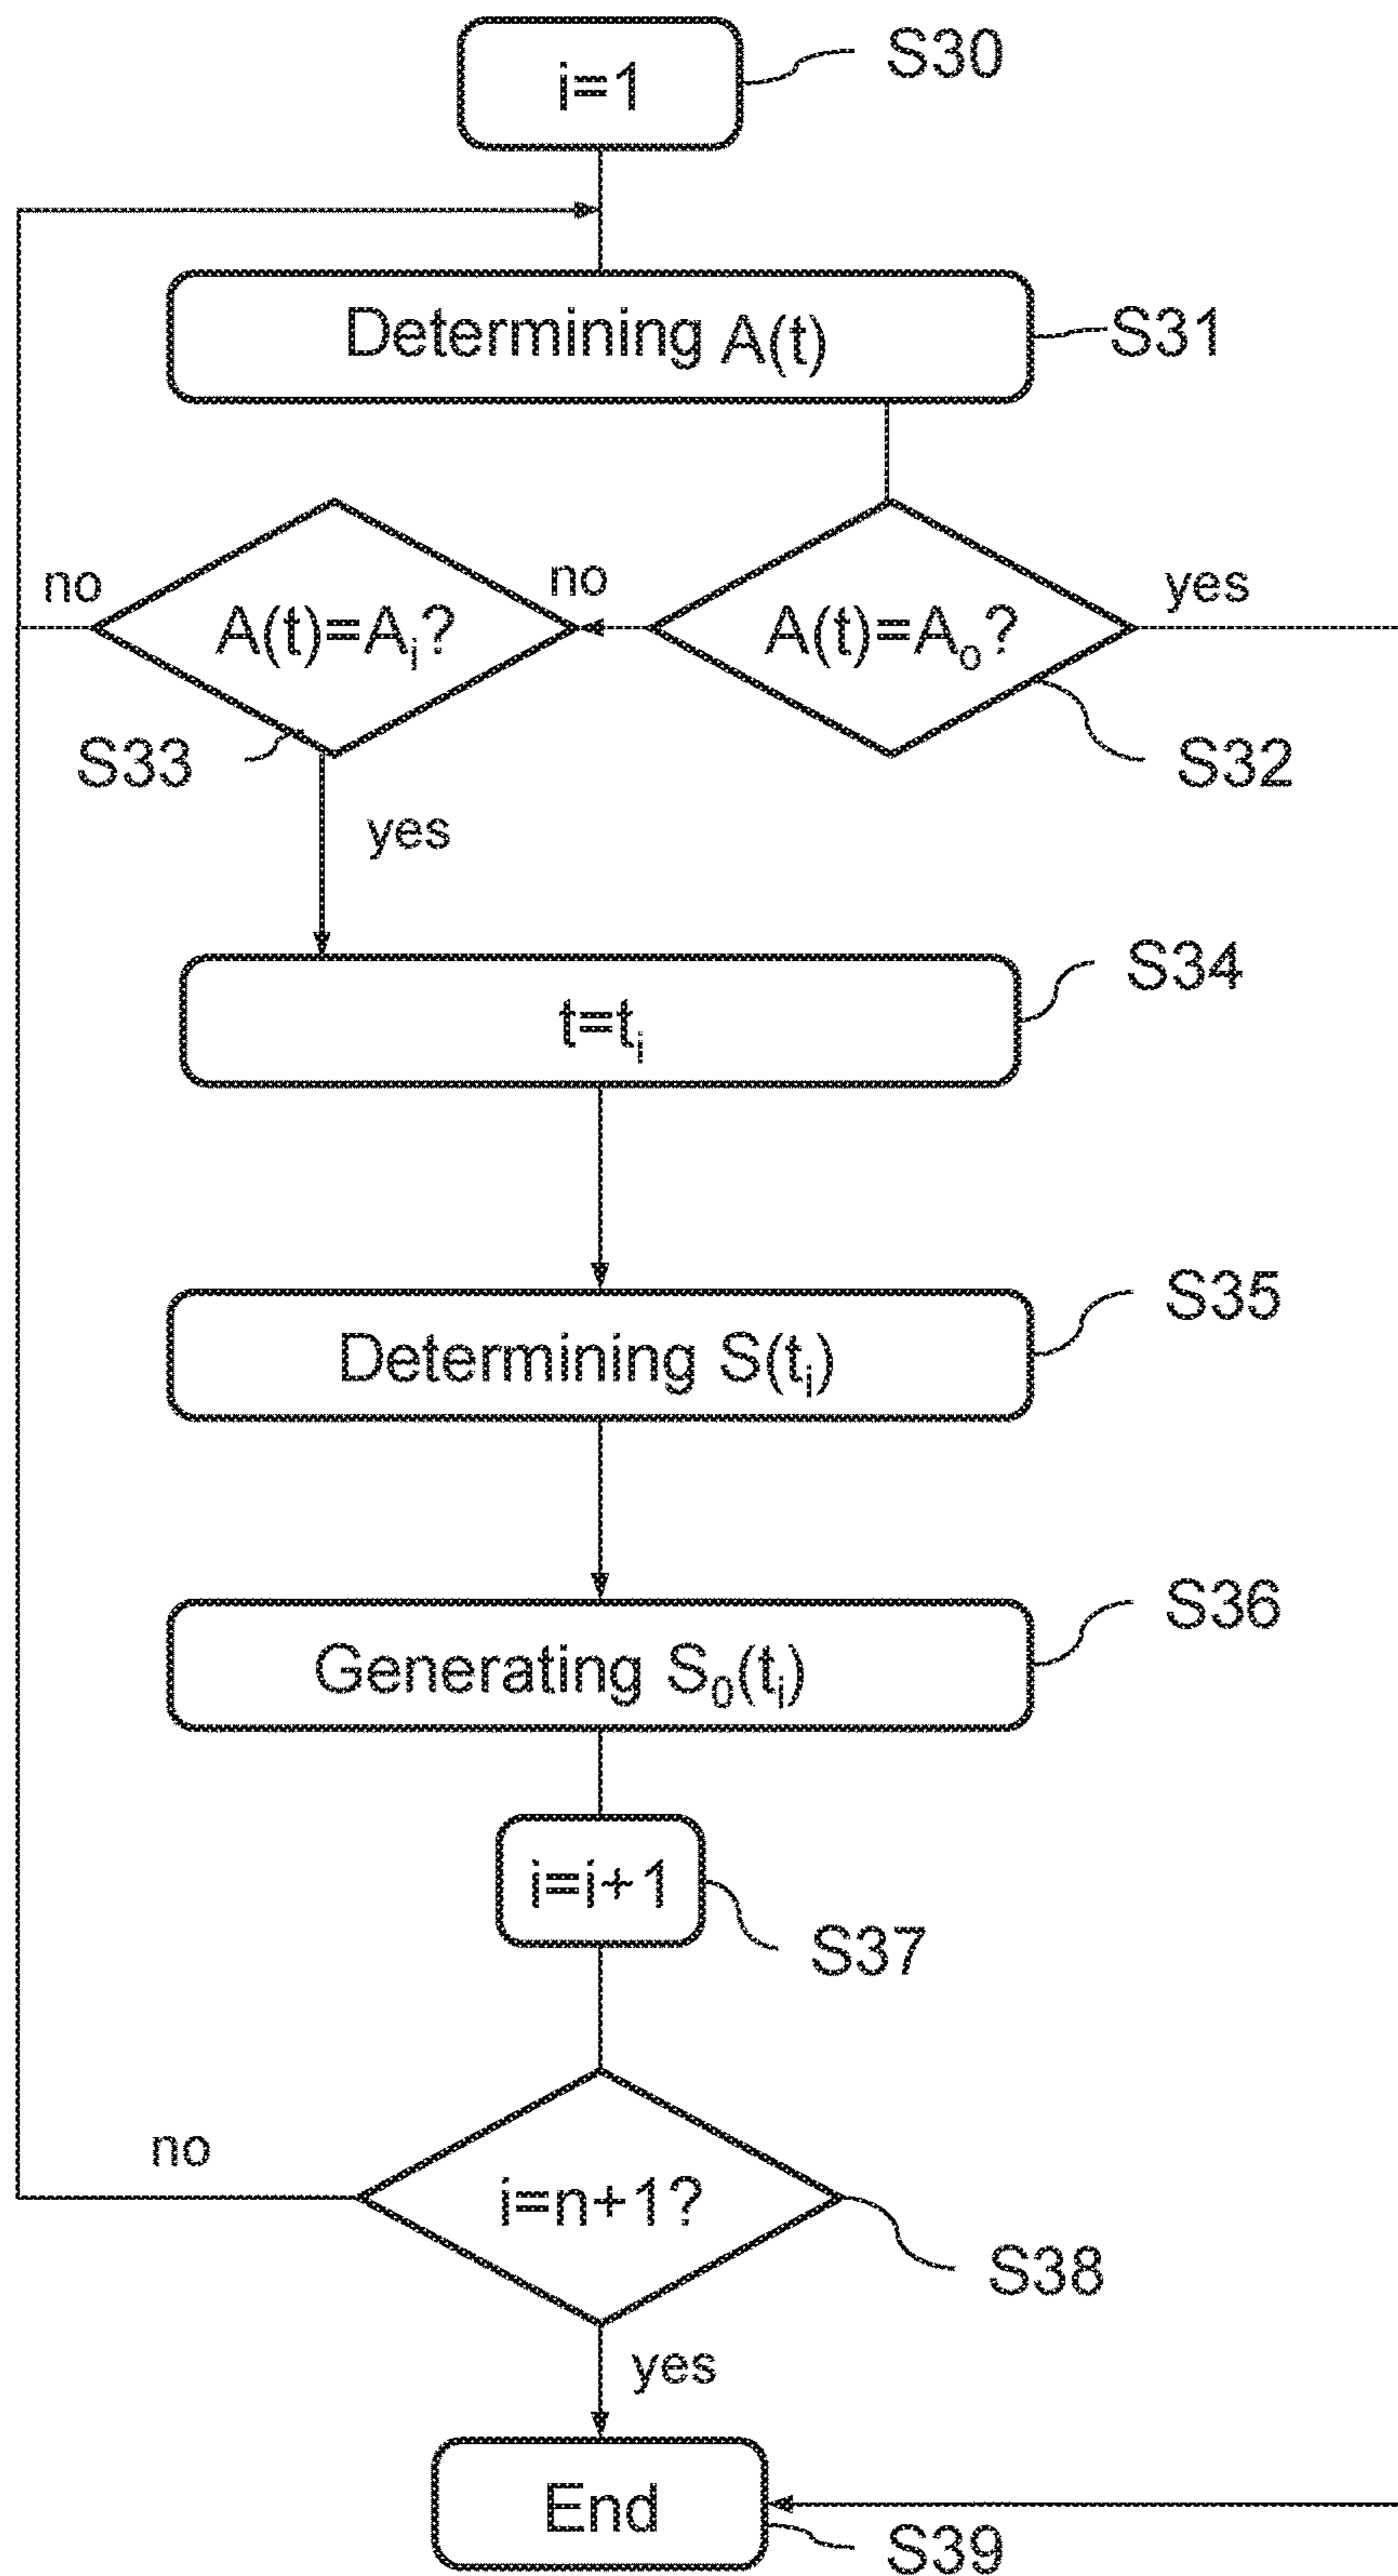 i=1
S30
Determining A(t)
S31
no
A(t)=Aᵢ?
no
A(t)=Aₒ?
yes
S33
S32
yes
t=tᵢ
S34
Determining S(tᵢ)
S35
Generating S₀(tᵢ)
S36
i=i+1
S37
no
i=n+1?
S38
yes
End
S39